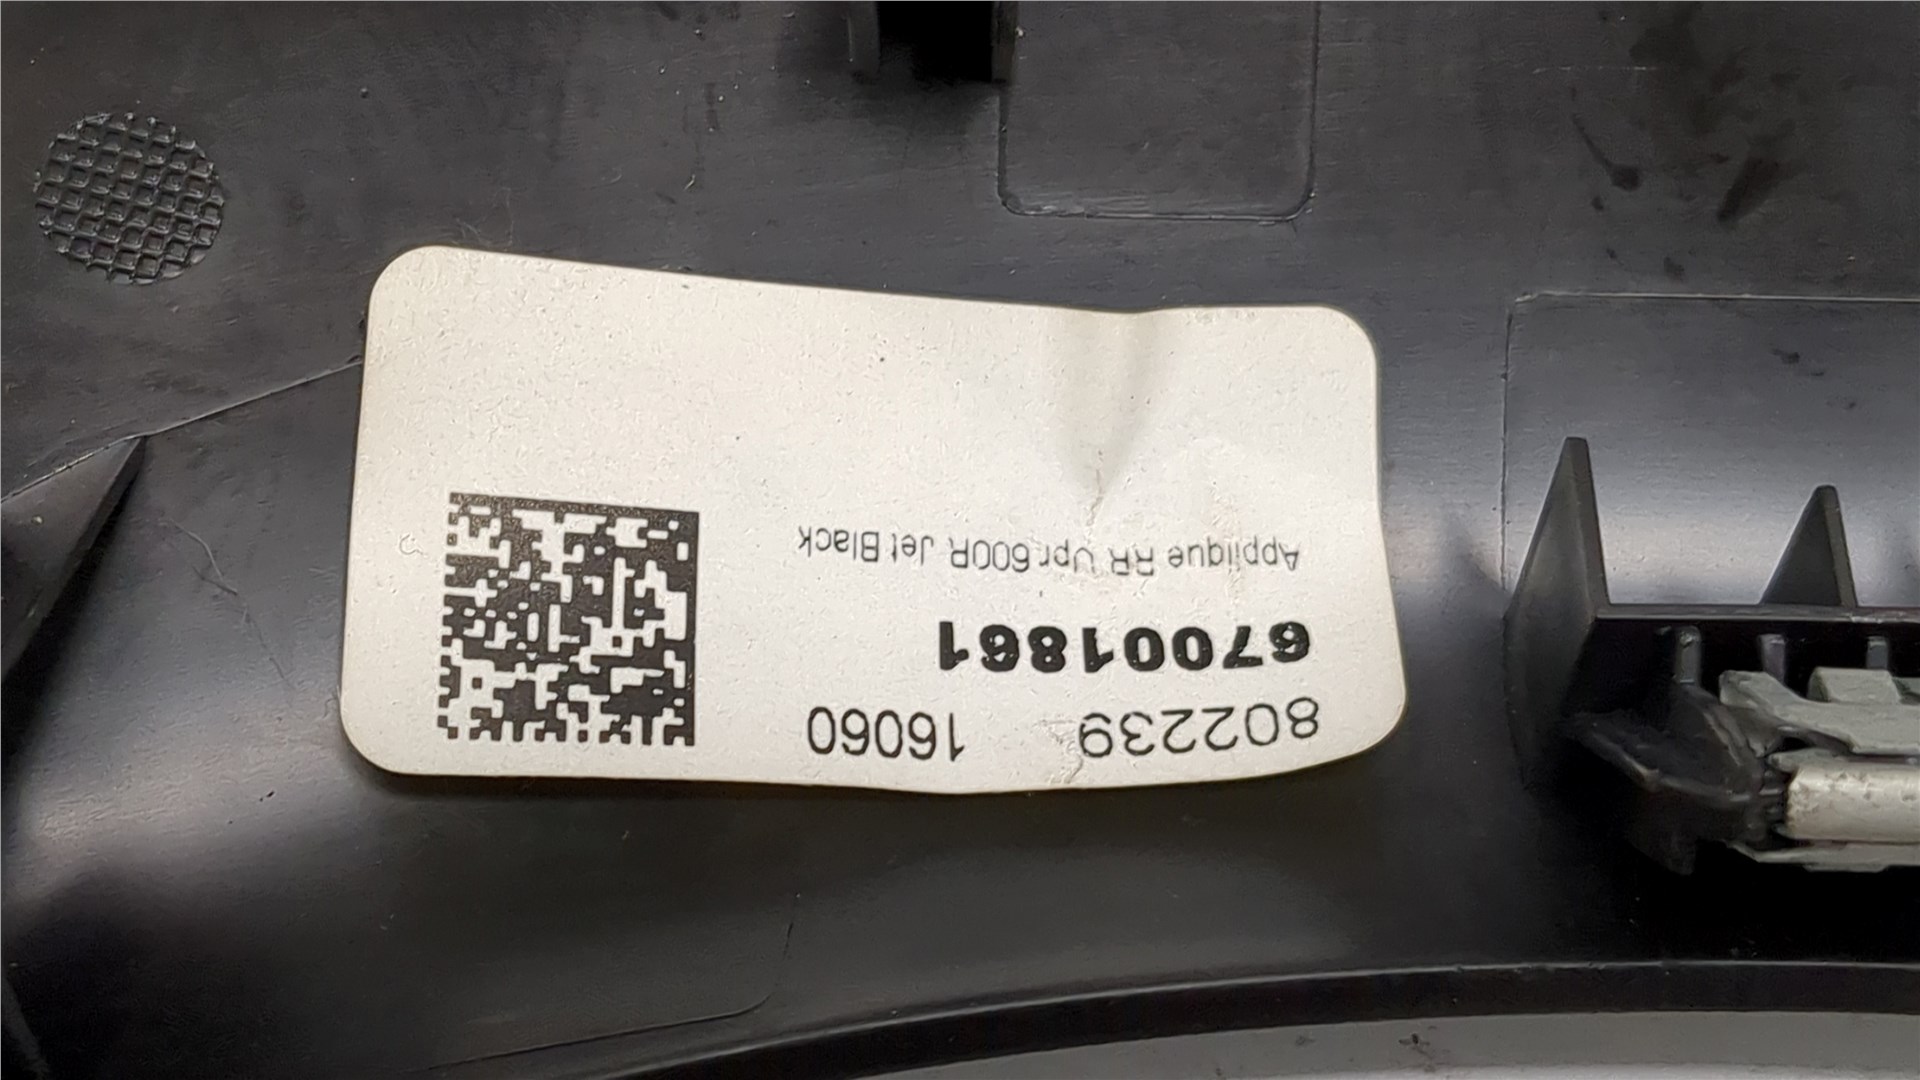 802239 16060
67001861
Applique RR Upr 600R Jet Black